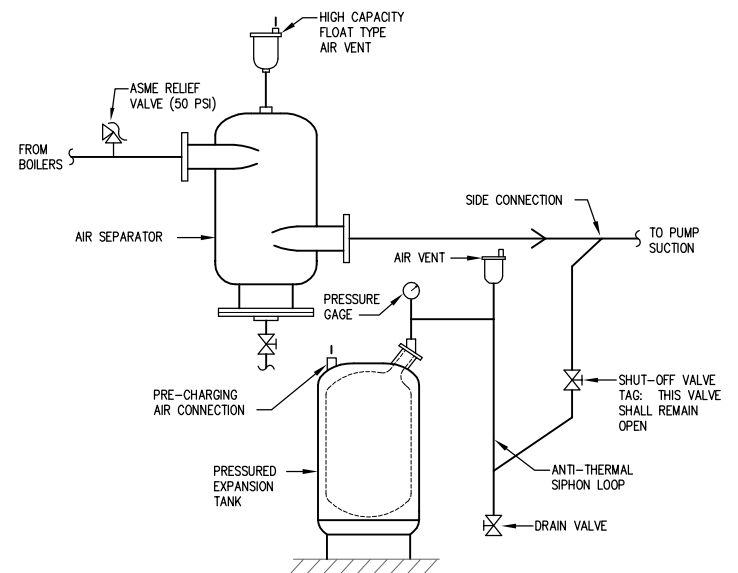 HIGH CAPACITY
FLOAT TYPE
AIR VENT
ASME RELIEF
VALVE (50 PSI)
FROM
BOILERS
SIDE CONNECTION
AIR SEPARATOR
TO PUMP
SUCTION
AIR VENT
PRESSURE
GAGE
PRE-CHARGING
AIR CONNECTION
SHUT-OFF VALVE
TAG: THIS VALVE
SHALL REMAIN
OPEN
PRESSURED
EXPANSION
TANK
ANTI-THERMAL
SIPHON LOOP
DRAIN VALVE